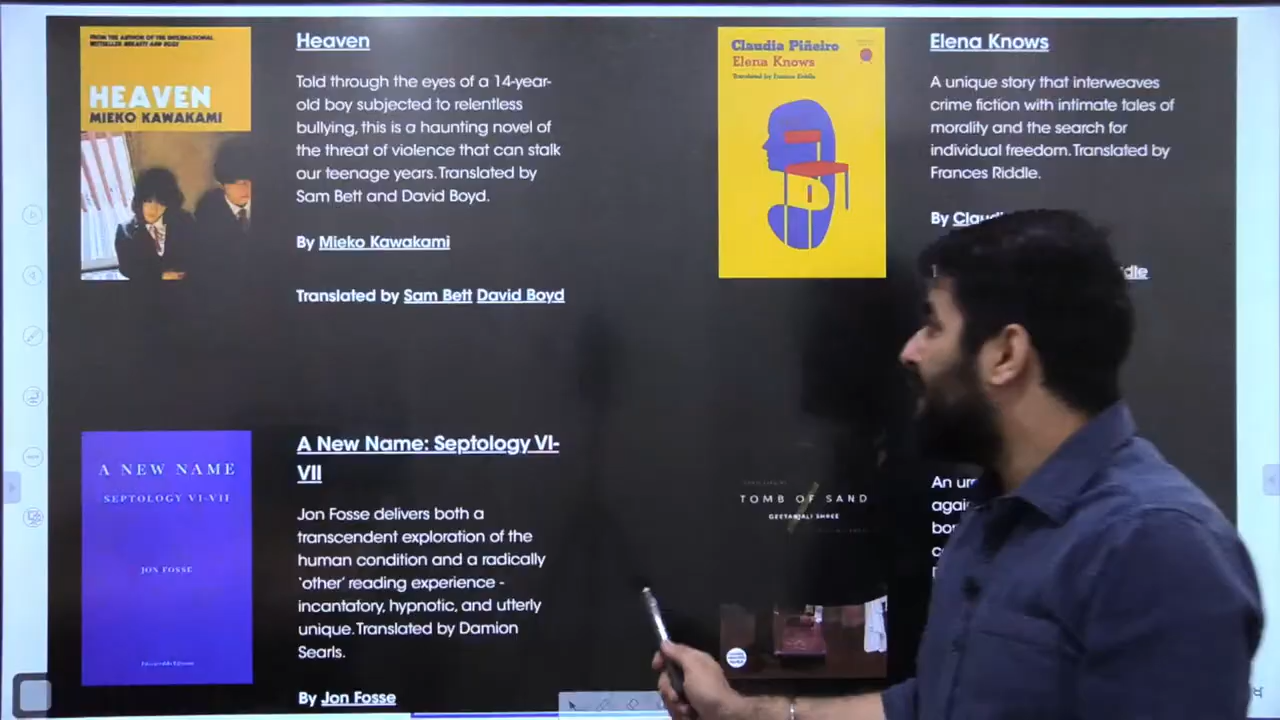 FROM THE AUTHOR OF THE INTERNATIONAL
BESTSELLER BREASTS AND EGGS
HEAVEN
MIEKO KAWAKAMI
Heaven
Told through the eyes of a 14-year-
old boy subjected to relentless
bullying, this is a haunting novel of
the threat of violence that can stalk
our teenage years. Translated by
Sam Bett and David Boyd.
By Mieko Kawakami
Translated by Sam Bett David Boyd
Claudia Piñeiro
Elena Knows
Translated by Frances Riddle
Elena Knows
A unique story that interweaves
crime fiction with intimate tales of
morality and the search for
individual freedom. Translated by
Frances Riddle.
By
A NEW NAME
SEPTOLOGY VI-VII
JON FOSSE
Fitzcarraldo Editions
A New Name: Septology VI-
VII
Jon Fosse delivers both a
transcendent exploration of the
human condition and a radically
‘other’ reading experience -
incantatory, hypnotic, and utterly
unique. Translated by Damion
Searls.
By Jon Fosse
TOMB OF SAND
GEETANJALI SHREE
An